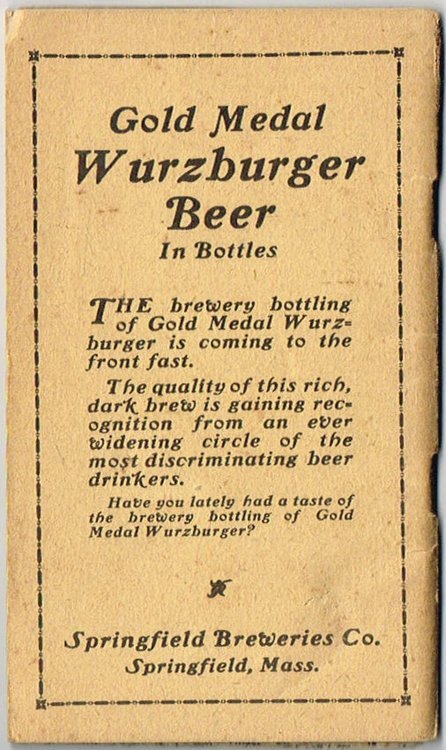 Gold Medal
Wurzburger
Beer
In Bottles
THE brewery bottling
of Gold Medal Wurz=
burger is coming to the
front fast.
The quality of this rich,
dark brew is gaining rec=
ognition from an ever
widening circle of the
most discriminating beer
drinkers.
Have you lately had a taste of
the brewery bottling of Gold
Medal Wurzburger?
Springfield Breweries Co.
Springfield, Mass.